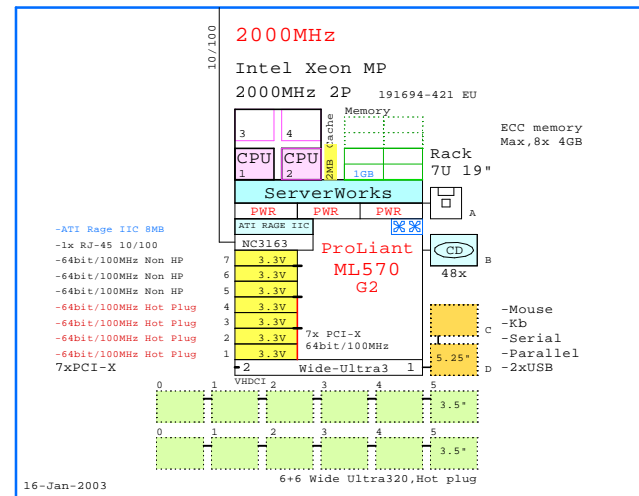 10/100
2000MHz
Intel Xeon MP
2000MHz 2P 191694-421 EU
Memory
3 4
2MB Cache
ECC memory
Max,8x 4GB
CPU CPU
1 2
1GB
Rack
7U 19"
ServerWorks
PWR PWR PWR
A
-ATI Rage IIC 8MB
ATI RAGE IIC
-1x RJ-45 10/100
NC3163
ProLiant
ML570
G2
CD
B
48x
-64bit/100MHz Non HP 7 3.3V
-64bit/100MHz Non HP 6 3.3V
-64bit/100MHz Non HP 5 3.3V
-64bit/100MHz Hot Plug 4 3.3V
-64bit/100MHz Hot Plug 3 3.3V
-64bit/100MHz Hot Plug 2 3.3V
-64bit/100MHz Hot Plug 1 3.3V
7x PCI-X
64bit/100MHz
C
5.25"
D
-Mouse
-Kb
-Serial
-Parallel
-2xUSB
7xPCI-X
2 Wide-Ultra3 1
VHDCI
0 1 2 3 4 5
3.5"
0 1 2 3 4 5
3.5"
6+6 Wide Ultra320,Hot plug
16-Jan-2003